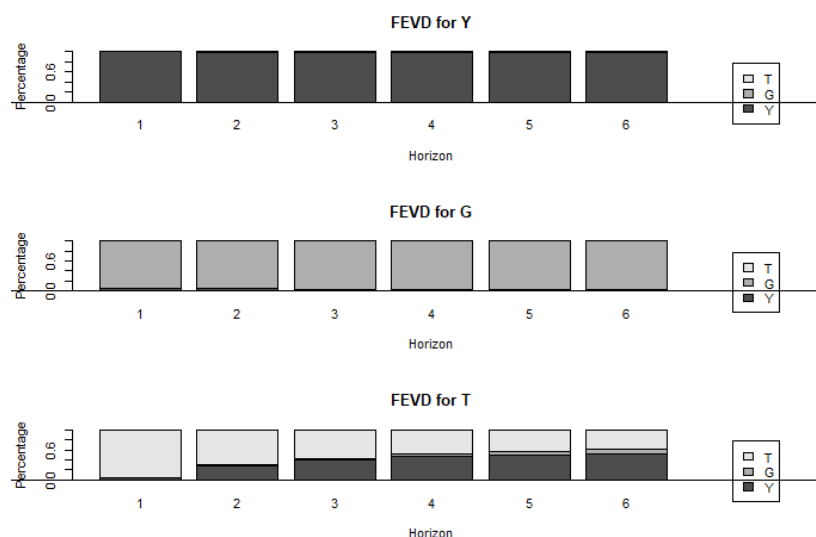 FEVD for Y
Percentage
0.0 0.6
1 2 3 4 5 6
Horizon
T
G
Y
FEVD for G
Percentage
0.0 0.6
1 2 3 4 5 6
Horizon
T
G
Y
FEVD for T
Percentage
0.0 0.6
1 2 3 4 5 6
Horizon
T
G
Y